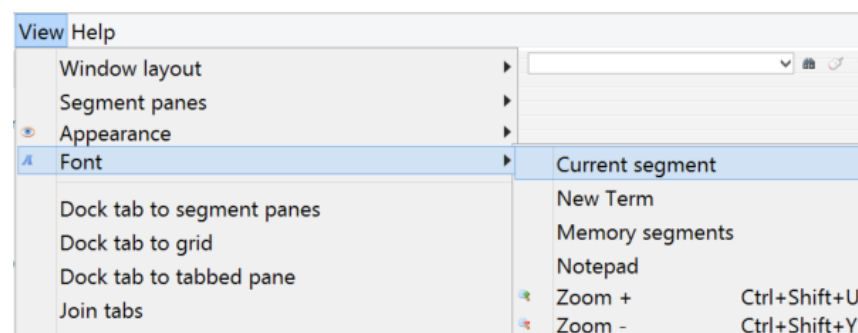 View Help
Window layout
Segment panes
Appearance
Font
Dock tab to segment panes
Dock tab to grid
Dock tab to tabbed pane
Join tabs
Current segment
New Term
Memory segments
Notepad
Zoom + Ctrl+Shift+U
Zoom - Ctrl+Shift+Y